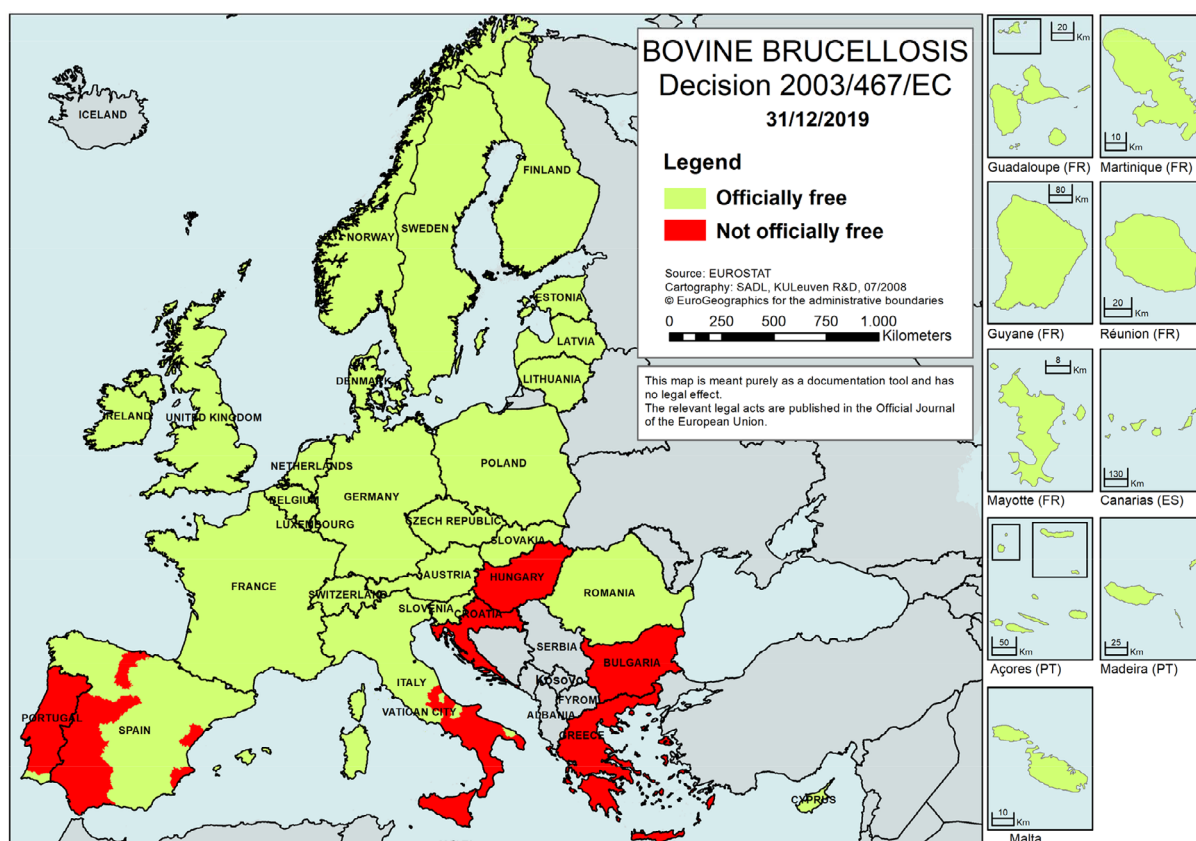 BOVINE BRUCELLOSIS
Decision 2003/467/EC
31/12/2019
Legend
Officially free
Not officially free
Source: EUROSTAT
Cartography: SADL, KULeuven R&D, 07/2008
© EuroGeographics for the administrative boundaries
0 250 500 750 1.000
Kilometers
This map is meant purely as a documentation tool and has
no legal effect.
The relevant legal acts are published in the Official Journal
of the European Union.
ICELAND
FINLAND
NORWAY
SWEDEN
ESTONIA
LATVIA
LITHUANIA
DENMARK
IRELAND
UNITED KINGDOM
NETHERLANDS
POLAND
BELGIUM
GERMANY
LUXEMBOURG
CZECH REPUBLIC
SLOVAKIA
FRANCE
AUSTRIA
HUNGARY
SWITZERLAND
ROMANIA
SLOVENIA
CROATIA
SERBIA
BULGARIA
ITALY
Kosovo
VATICAN CITY
FYROM
ALBANIA
PORTUGAL
SPAIN
GREECE
CYPRUS
20
Km
Guadaloupe (FR)
10
Km
Martinique (FR)
80
Km
Guyane (FR)
20
Km
Réunion (FR)
8
Km
Mayotte (FR)
130
Km
Canarias (ES)
50
Km
Açores (PT)
25
Km
Madeira (PT)
10
Km
Malta